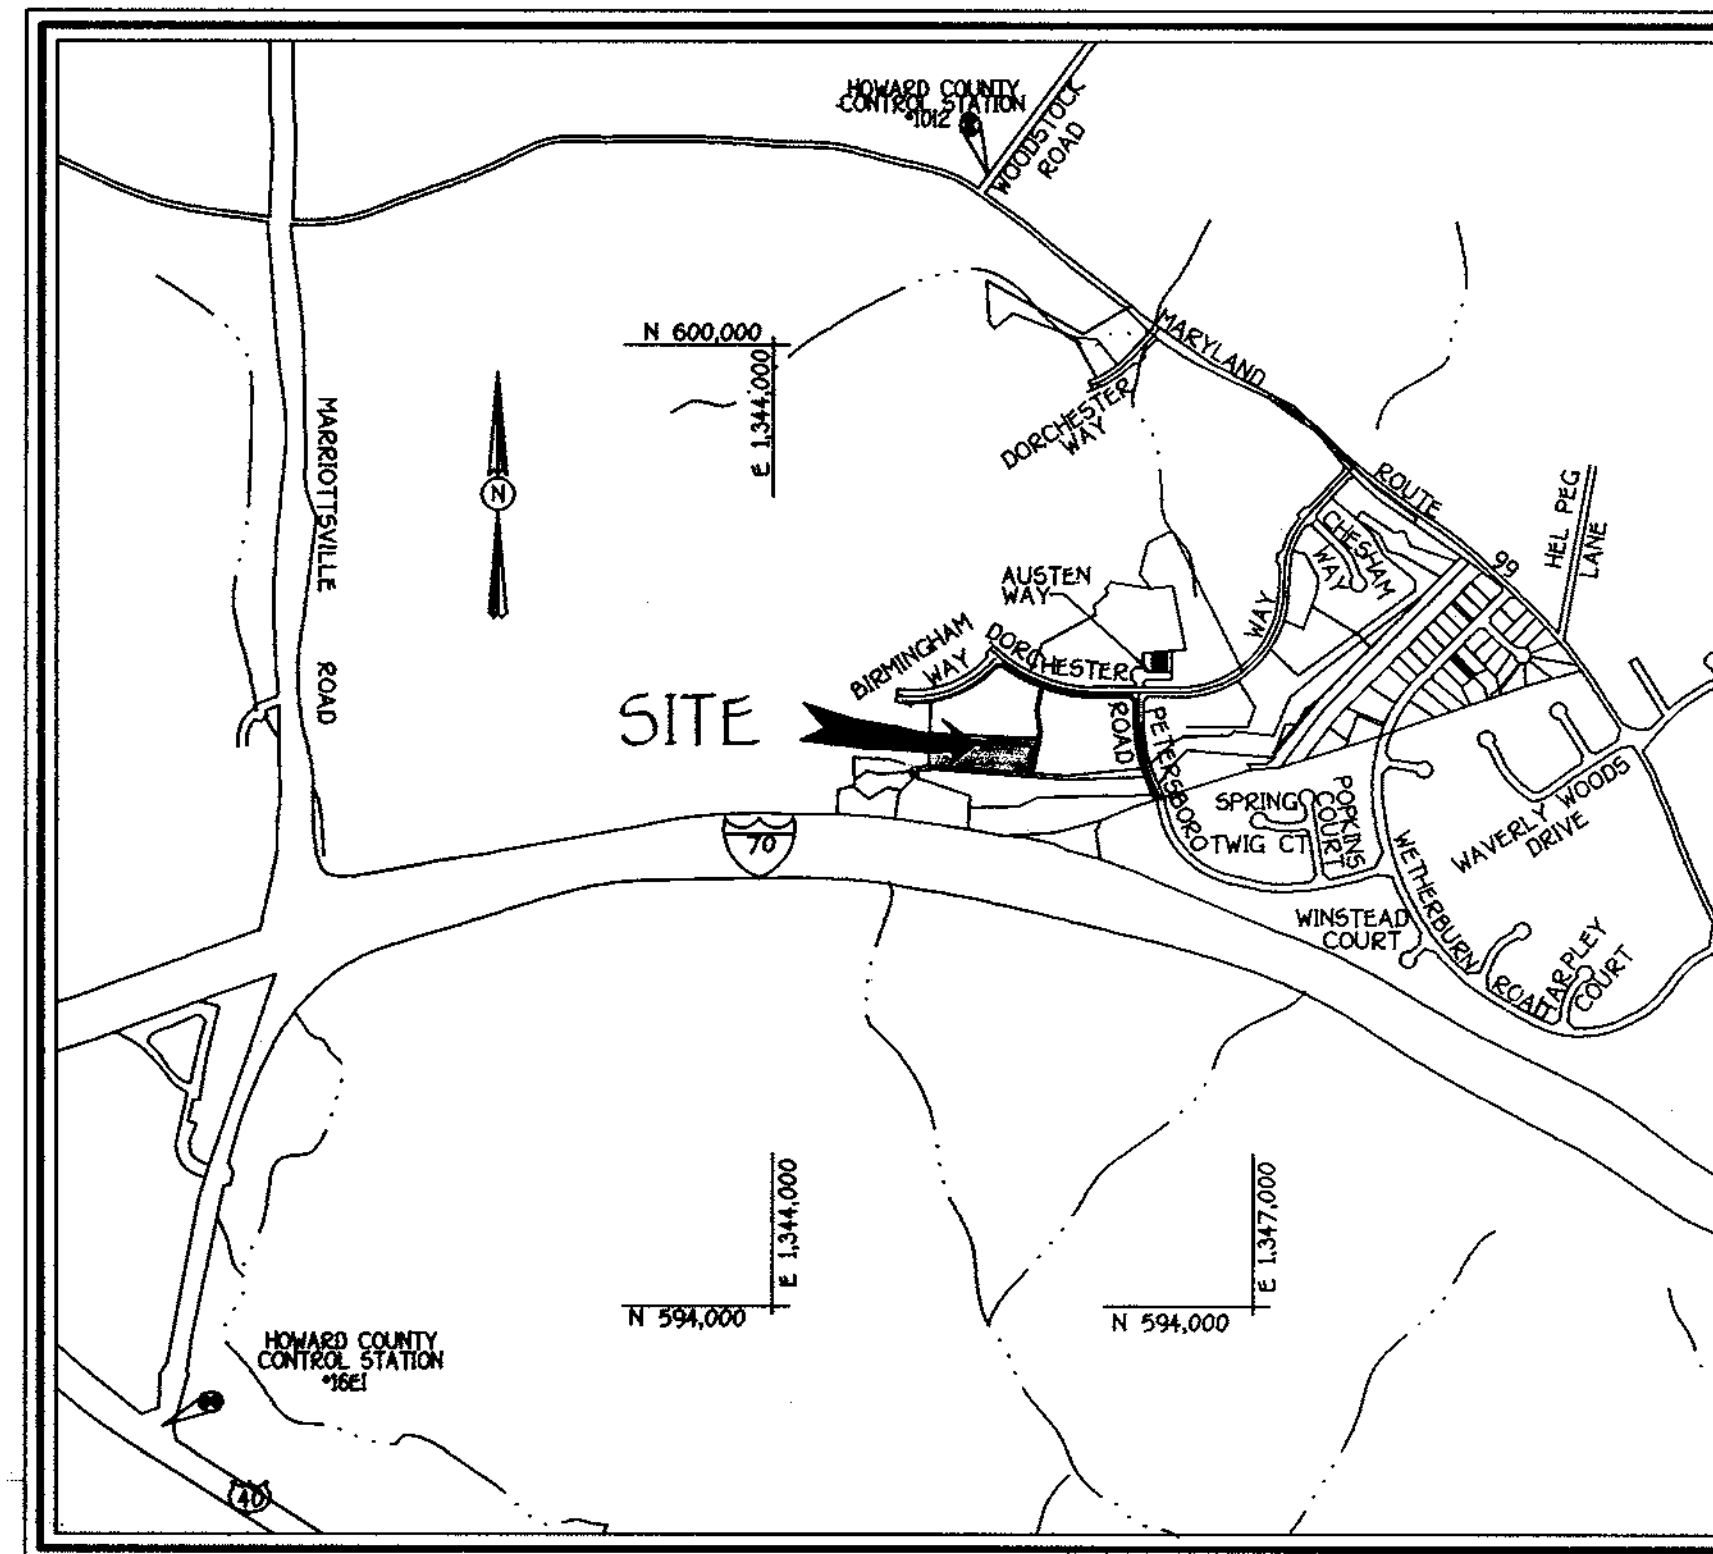 HOWARD COUNTY
CONTROL STATION
*1012
WOODSTOCK
ROAD
N 600,000
E 1,344,000
MARYLAND
ROUTE
99
DORCHESTER
WAY
MARRIOTTSVILLE ROAD
N
CHESHAM
WAY
HEL PEG
LANE
AUSTEN
WAY
BIRMINGHAM
WAY
DORCHESTER
WAY
SITE
PETERSBORO
ROAD
SPRING
TWIG CT
POPKINS
COURT
WAVERLY WOODS
DRIVE
70
WETHERBURN
ROAD
WINSTEAD
COURT
TARPLEY
COURT
E 1,344,000
N 594,000
E 1,347,000
N 594,000
HOWARD COUNTY
CONTROL STATION
*16E1
40